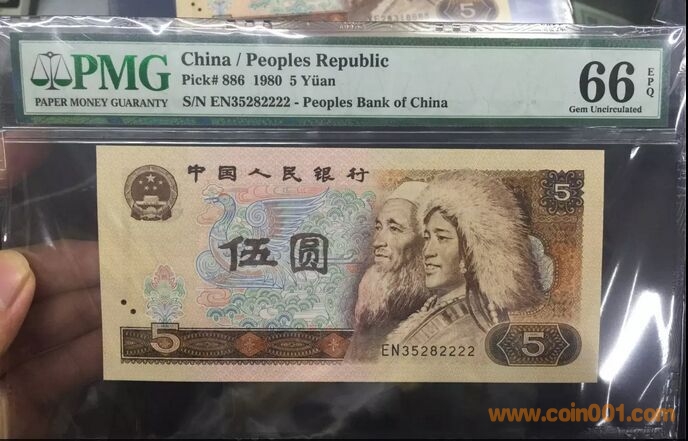 PMG
PAPER MONEY GUARANTY
China / Peoples Republic
Pick# 886 1980 5 Yüan
S/N EN35282222 - Peoples Bank of China
66 EPQ
Gem Uncirculated
中国人民银行
5
伍圆
EN35282222
5
5
www.coin001.com